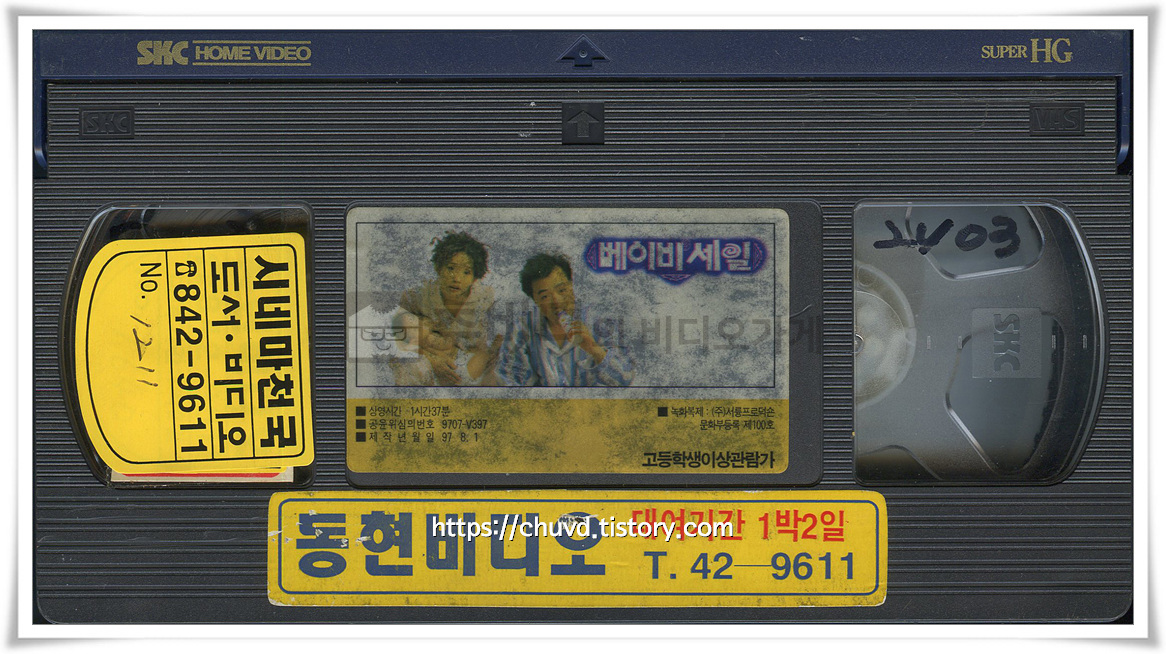 SKC HOME VIDEO
SUPER HG
SKC
VHS
시네마천국
도서·비디오
☎842-9611
No. 1211
베이비세일
의 비디오가게
■ 상영시간 - 1시간37분
■ 공윤위심의번호 9707-V397
■ 제 작 년 월 일 97. 8. 1
■ 녹화복제 : (주)서륭프로덕숀
문화부등록 제100호
고등학생이상관람가
03
SKC
동현비디오
대여기간 1박2일
T. 42-9611
https://chuvd.tistory.com